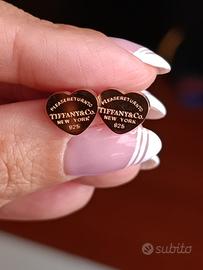 PLEASE RETURN TO
TIFFANY & Co.
NEW YORK
925
PLEASE RETURN TO
TIFFANY & Co.
NEW YORK
925
subito